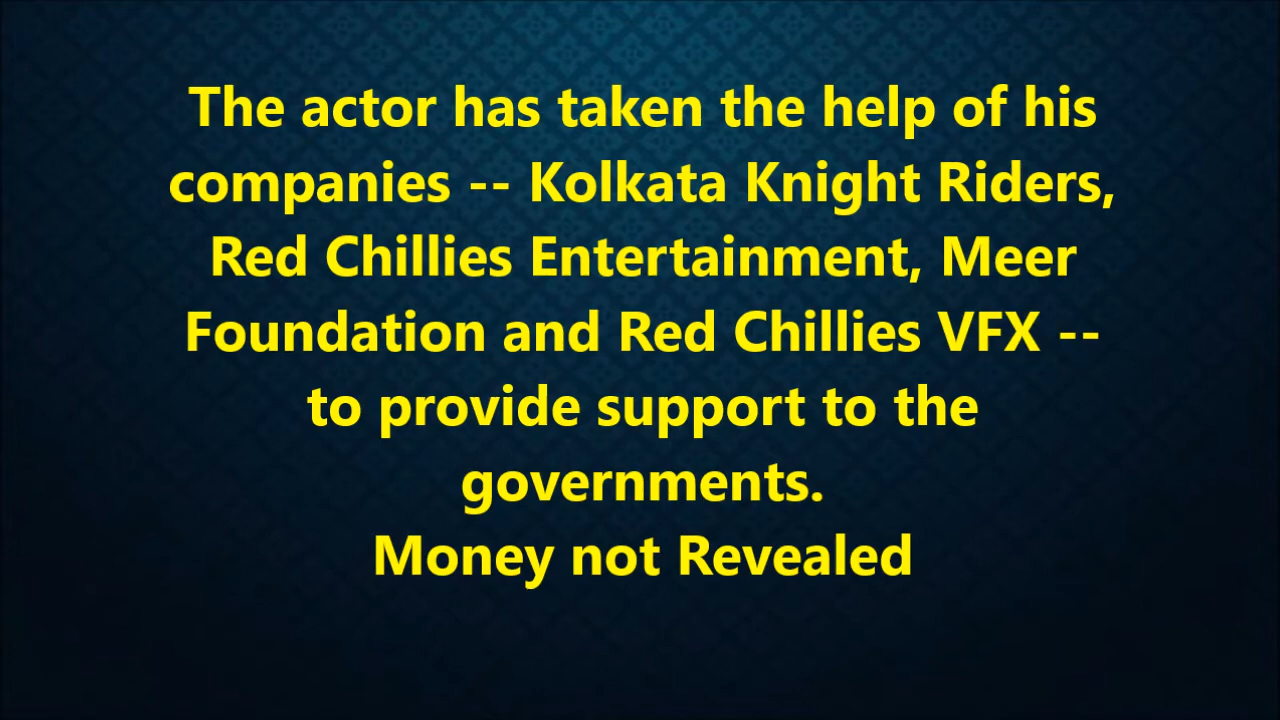 The actor has taken the help of his
companies -- Kolkata Knight Riders,
Red Chillies Entertainment, Meer
Foundation and Red Chillies VFX --
to provide support to the
governments.
Money not Revealed